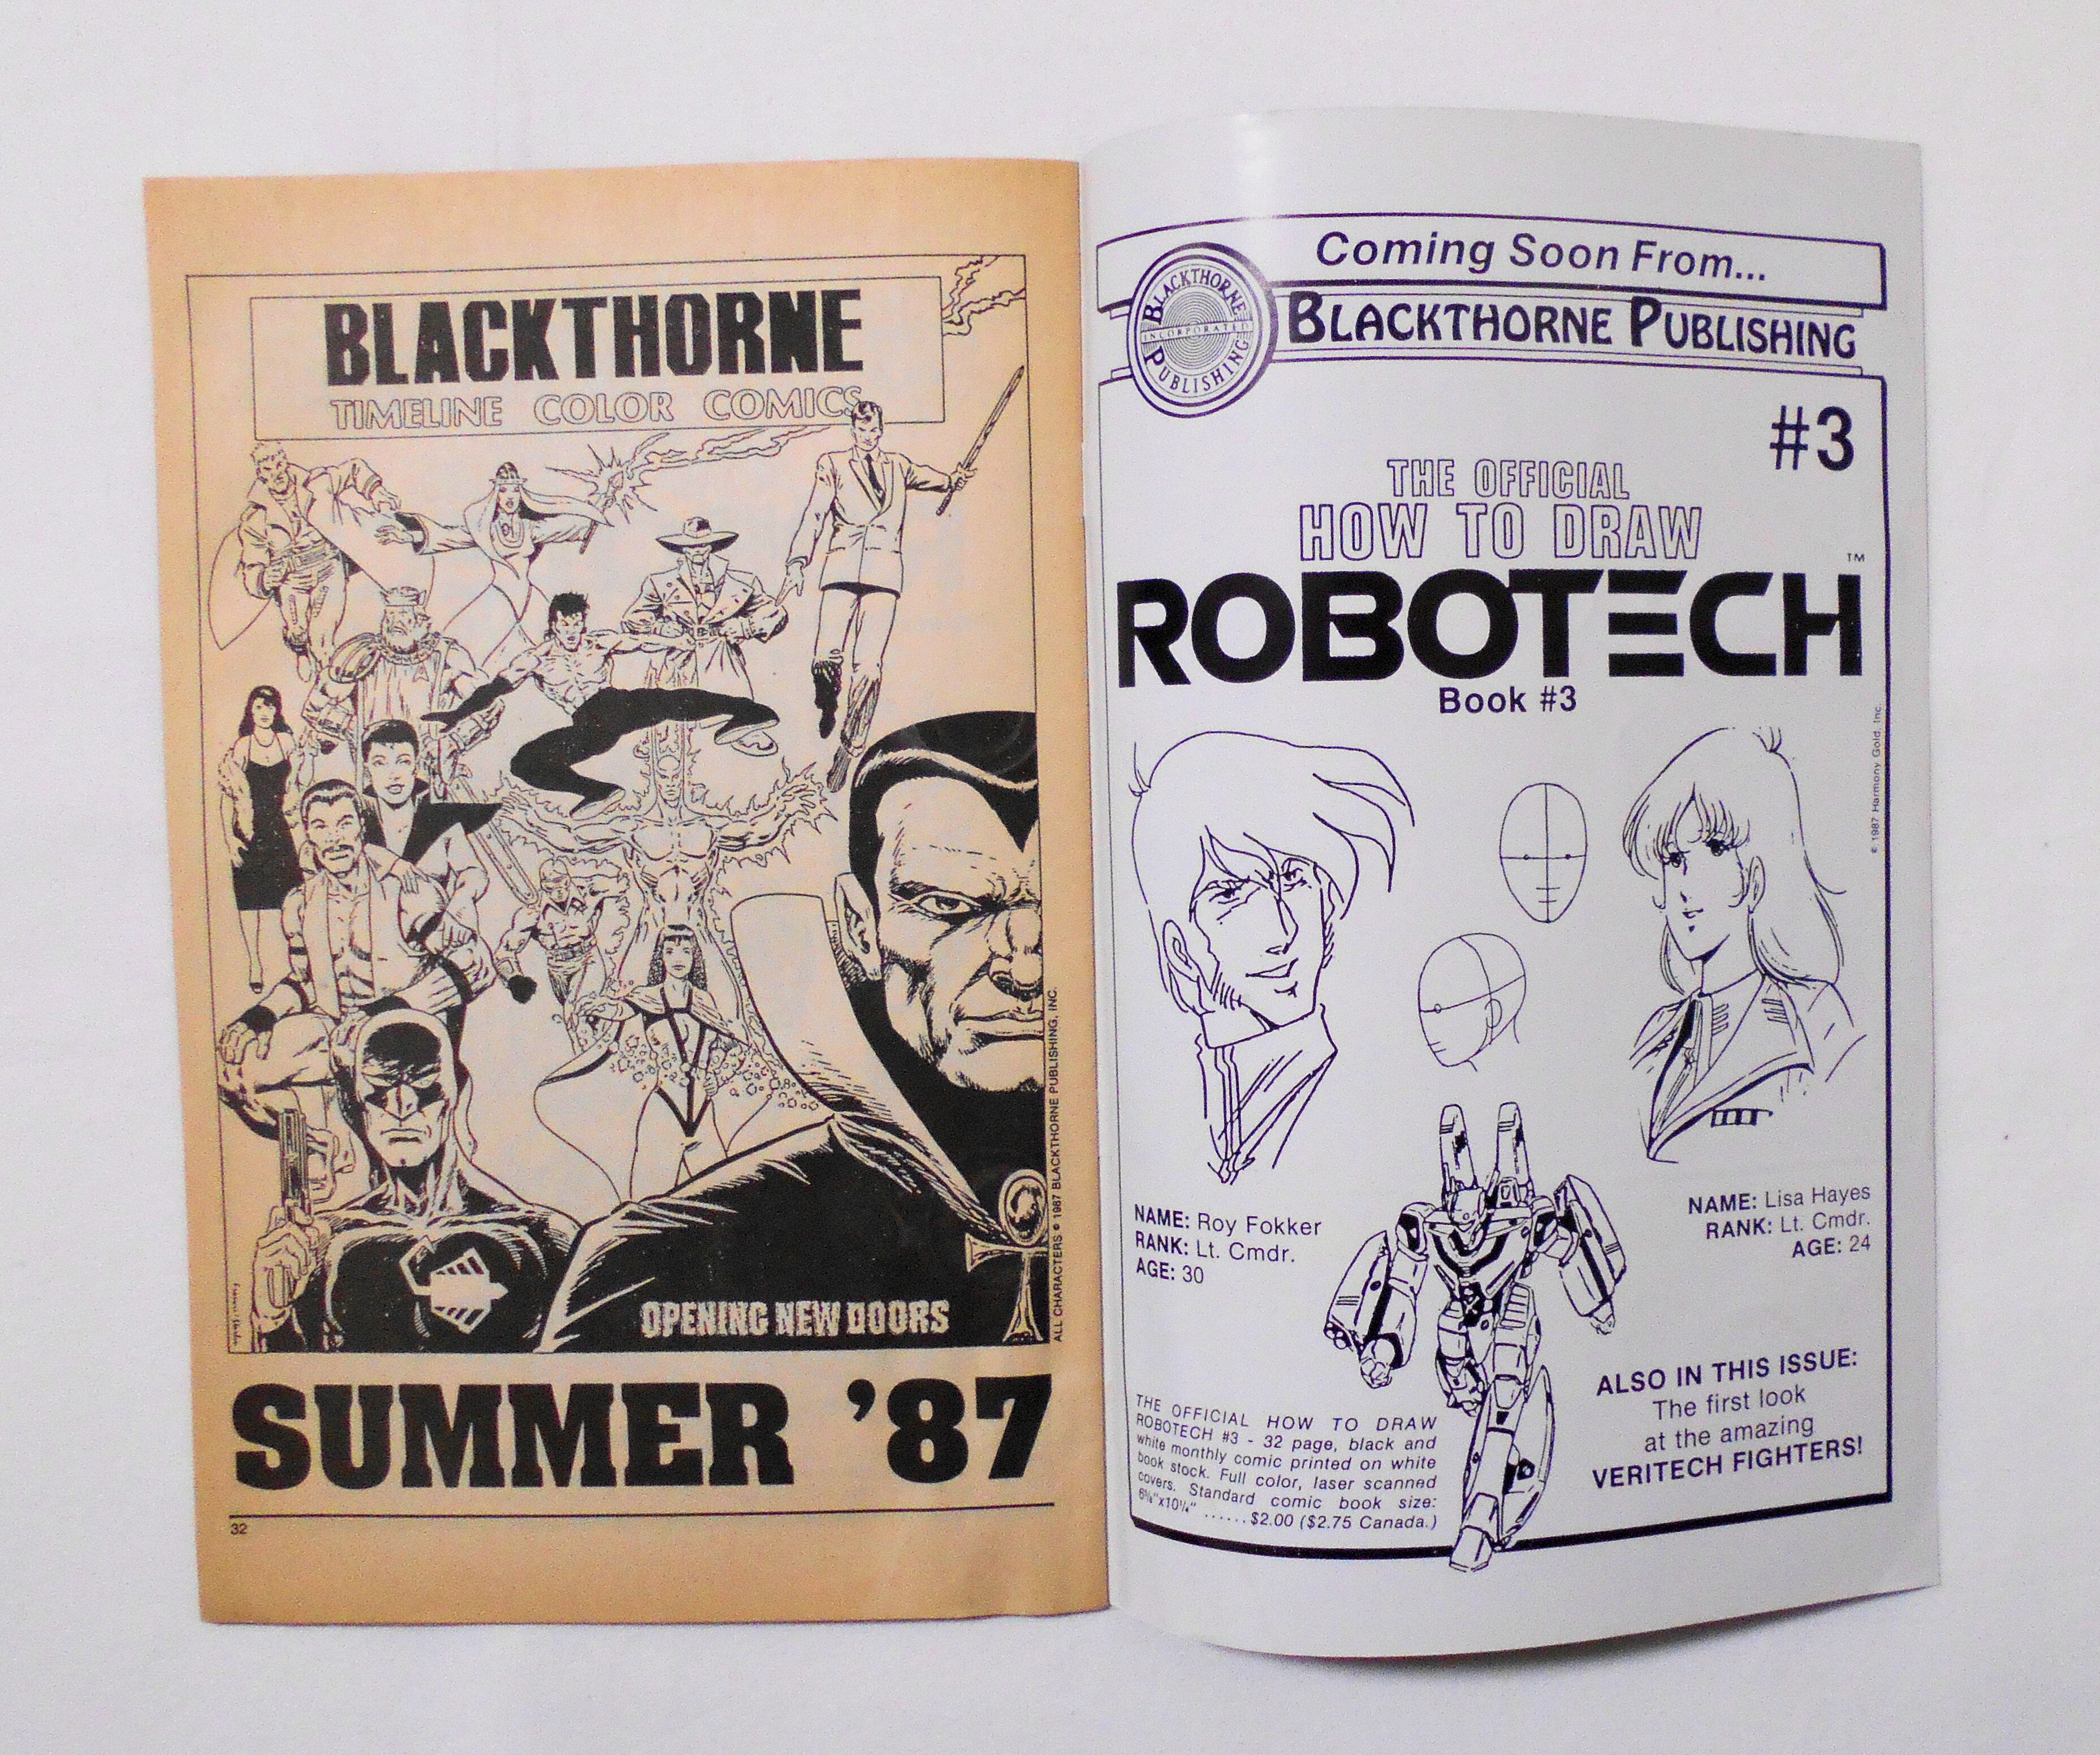 BLACKTHORNE
TIMELINE COLOR COMICS
ALL CHARACTERS © 1987 BLACKTHORNE PUBLISHING, INC.
OPENING NEW DOORS
SUMMER '87
32
Coming Soon From...
BLACKTHORNE
INCORPORATED
PUBLISHING
BLACKTHORNE PUBLISHING
#3
THE OFFICIAL
HOW TO DRAW
ROBOTECH™
Book #3
© 1987 Harmony Gold, Inc.
NAME: Roy Fokker
RANK: Lt. Cmdr.
AGE: 30
NAME: Lisa Hayes
RANK: Lt. Cmdr.
AGE: 24
THE OFFICIAL HOW TO DRAW
ROBOTECH #3 - 32 page, black and
white monthly comic printed on white
book stock. Full color, laser scanned
covers. Standard comic book size:
6⅝"x10¼" ......$2.00 ($2.75 Canada.)
ALSO IN THIS ISSUE:
The first look
at the amazing
VERITECH FIGHTERS!